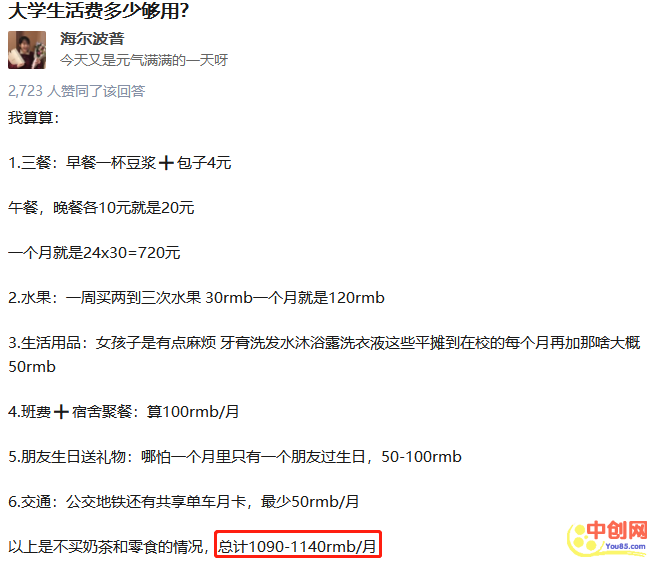 大学生活费多少够用?
海尔波普
今天又是元气满满的一天呀
2,723 人赞同了该回答
我算算：
1.三餐：早餐一杯豆浆➕包子4元
午餐，晚餐各10元就是20元
一个月就是24x30=720元
2.水果：一周买两到三次水果 30rmb一个月就是120rmb
3.生活用品：女孩子是有点麻烦 牙膏洗发水沐浴露洗衣液这些平摊到在校的每个月再加那啥大概
50rmb
4.班费➕宿舍聚餐：算100rmb/月
5.朋友生日送礼物：哪怕一个月里只有一个朋友过生日，50-100rmb
6.交通：公交地铁还有共享单车月卡，最少50rmb/月
以上是不买奶茶和零食的情况，总计1090-1140rmb/月
中创网
You85.com